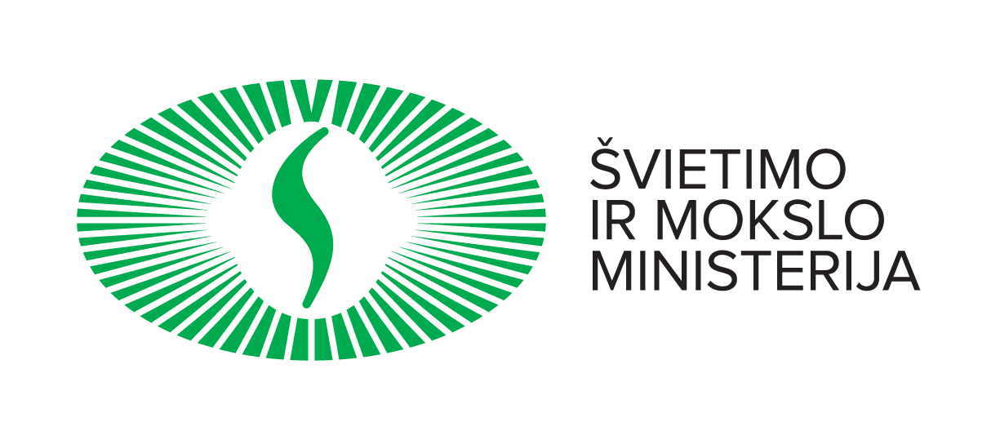 ŠVIETIMO
IR MOKSLO
MINISTERIJA